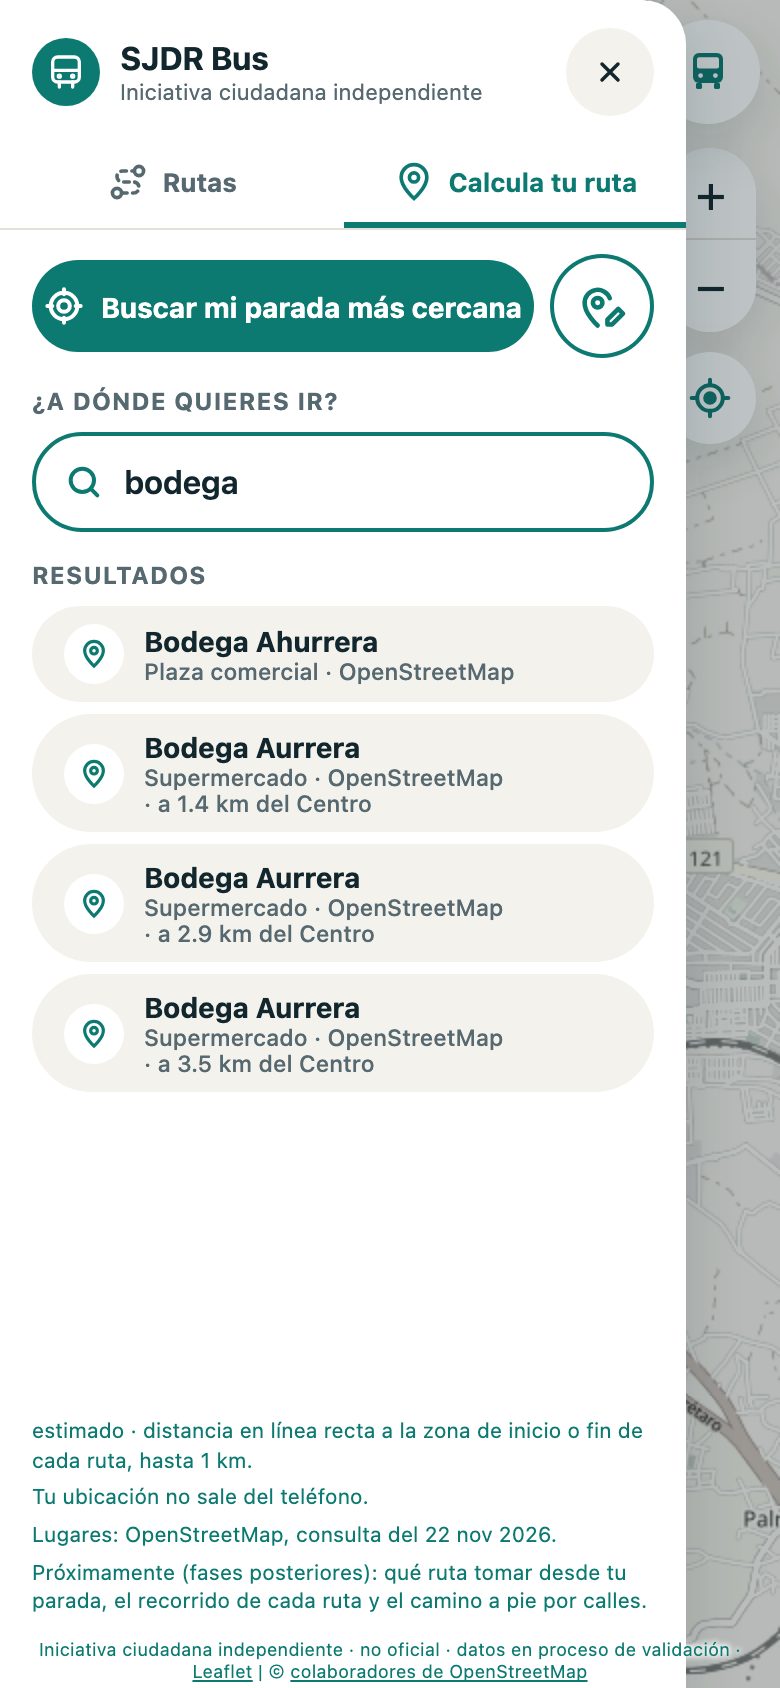 SJDR Bus
Iniciativa ciudadana independiente
Rutas
Calcula tu ruta
Buscar mi parada más cercana
¿A DÓNDE QUIERES IR?
bodega
RESULTADOS
Bodega Ahurrera
Plaza comercial · OpenStreetMap
Bodega Aurrera
Supermercado · OpenStreetMap
· a 1.4 km del Centro
Bodega Aurrera
Supermercado · OpenStreetMap
· a 2.9 km del Centro
Bodega Aurrera
Supermercado · OpenStreetMap
· a 3.5 km del Centro
121
estimado · distancia en línea recta a la zona de inicio o fin de
cada ruta, hasta 1 km.
Tu ubicación no sale del teléfono.
Lugares: OpenStreetMap, consulta del 22 nov 2026.
Próximamente (fases posteriores): qué ruta tomar desde tu
parada, el recorrido de cada ruta y el camino a pie por calles.
Iniciativa ciudadana independiente · no oficial · datos en proceso de validación ·
Leaflet | © colaboradores de OpenStreetMap